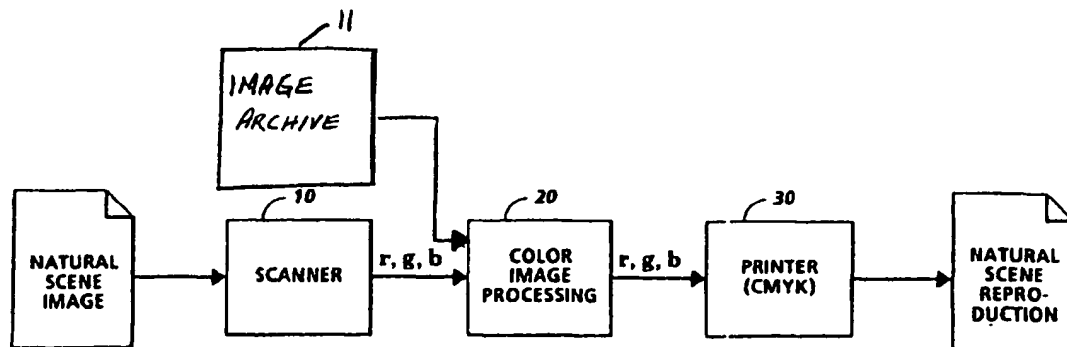 11
IMAGE
ARCHIVE
10
20
30
NATURAL
SCENE
IMAGE
SCANNER
r, g, b
COLOR
IMAGE
PROCESSING
r, g, b
PRINTER
(CMYK)
NATURAL
SCENE
REPRO-
DUCTION